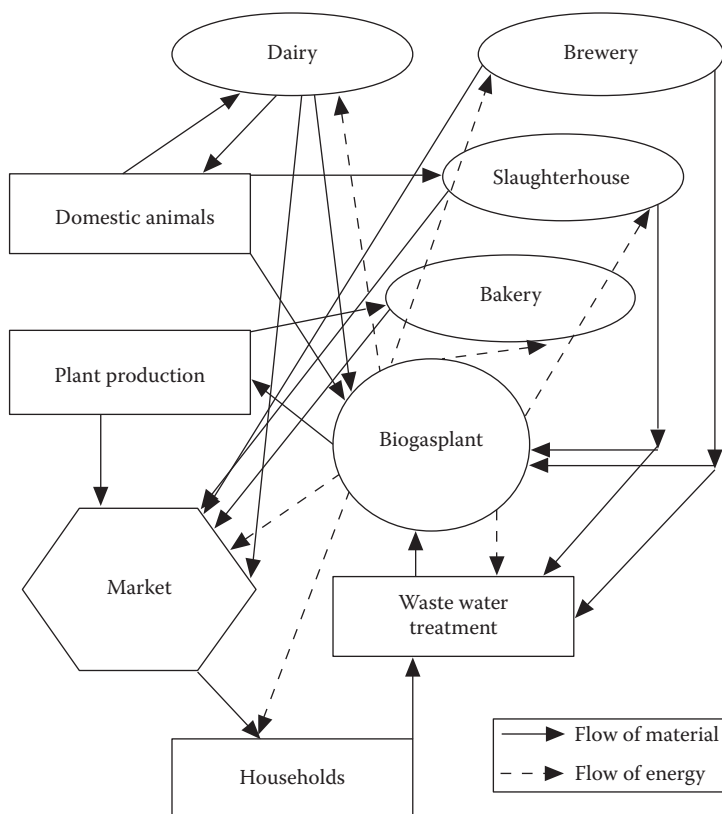 Dairy
Brewery
Slaughterhouse
Domestic animals
Bakery
Plant production
Biogasplant
Market
Waste water
treatment
Households
Flow of material
Flow of energy